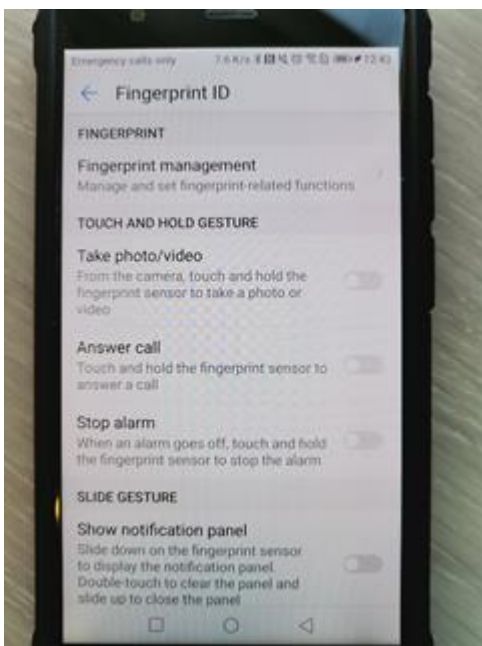 Emergency calls only 7.6 K/s 12:43
Fingerprint ID
FINGERPRINT
Fingerprint management
Manage and set fingerprint-related functions
TOUCH AND HOLD GESTURE
Take photo/video
From the camera, touch and hold the
fingerprint sensor to take a photo or
video
Answer call
Touch and hold the fingerprint sensor to
answer a call
Stop alarm
When an alarm goes off, touch and hold
the fingerprint sensor to stop the alarm
SLIDE GESTURE
Show notification panel
Slide down on the fingerprint sensor
to display the notification panel.
Double-touch to clear the panel and
slide up to close the panel